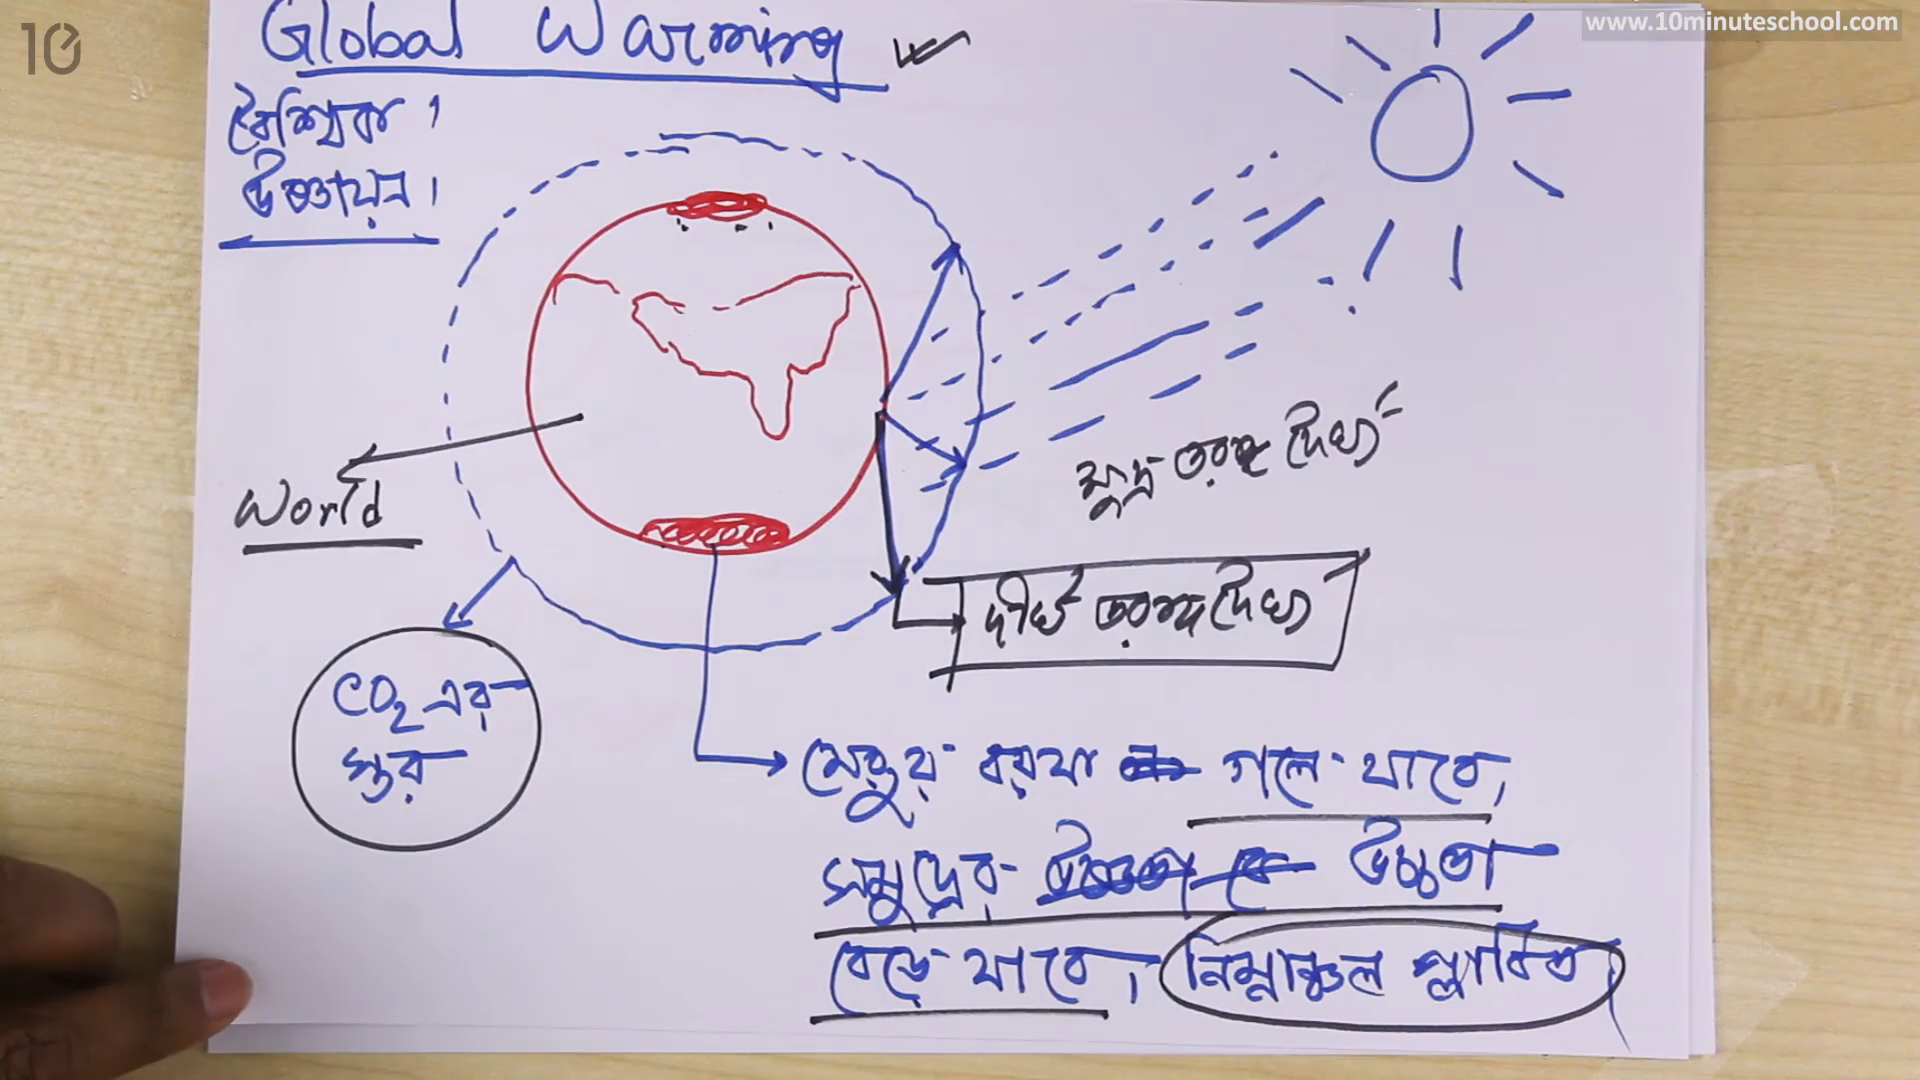 10
www.10minuteschool.com
Global Warming
বৈশ্বিক
উষ্ণতায়ন।
World
ক্ষুদ্র তরঙ্গ দৈর্ঘ্য
দীর্ঘ তরঙ্গদৈর্ঘ্য
CO2 এর
স্তর
মেরুর বরফ গলে যাবে,
সমুদ্রের উচ্চতা
বেড়ে যাবে, নিম্নাঞ্চল প্লাবিত